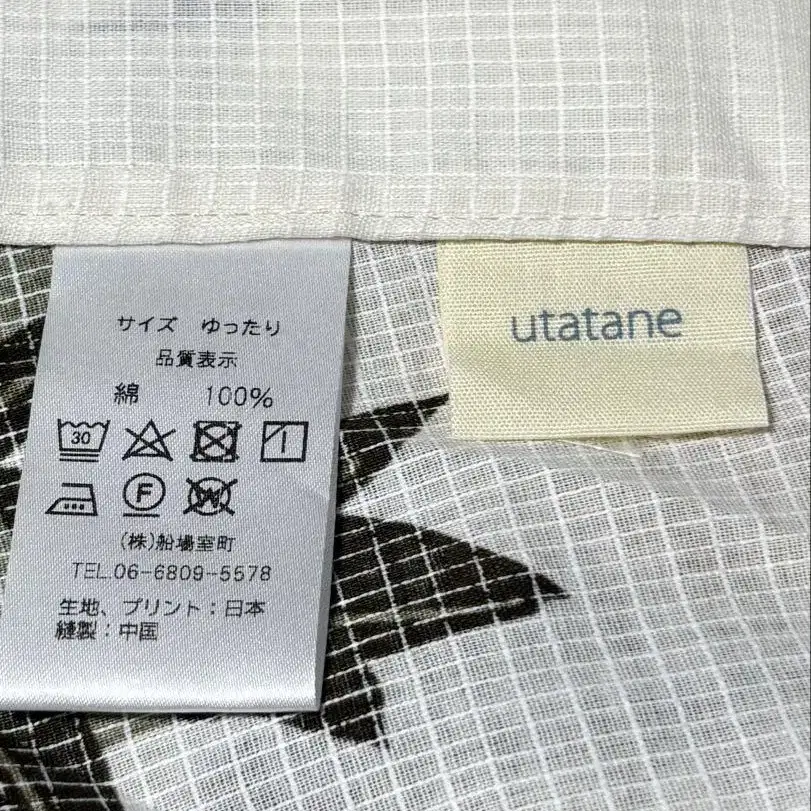 サイズ ゆったり
品質表示
綿 100%
30
F
W
(株)船場室町
TEL.06-6809-5578
生地、プリント：日本
縫製：中国
utatane